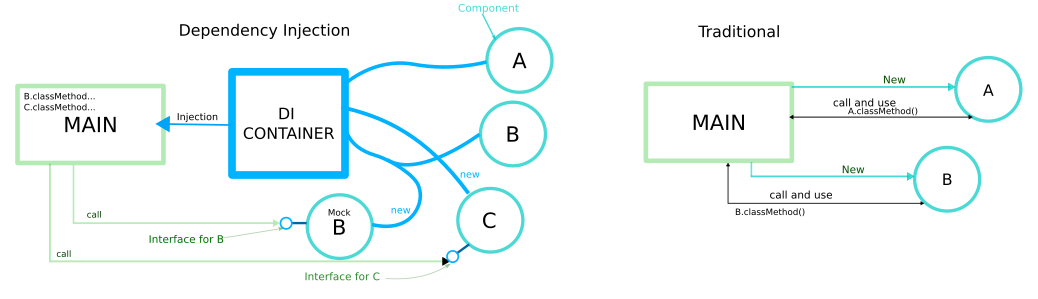 Component
Dependency Injection
Traditional
A
B.classMethod...
C.classMethod...
MAIN
Injection
DI
CONTAINER
B
new
Mock
B
new
C
call
Interface for B
call
Interface for C
New
A
call and use
A.classMethod()
MAIN
New
B
call and use
B.classMethod()